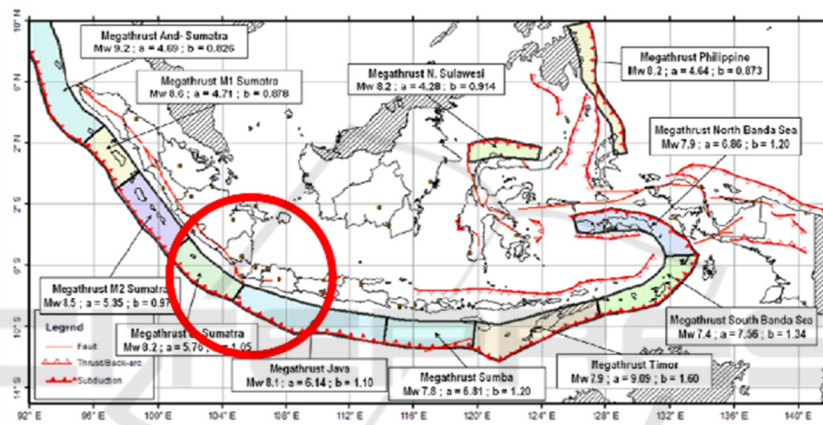 Megathrust And- Sumatra
Mw 9.2 ; a = 4.69 ; b = 0.826
Megathrust M1 Sumatra
Mw 8.6 ; a = 4.71 ; b = 0.878
Megathrust N. Sulawesi
Mw 8.2 ; a = 4.28 ; b = 0.914
Megathrust Philippine
Mw 8.2 ; a = 4.64 ; b = 0.873
Megathrust North Banda Sea
Mw 7.9 ; a = 6.86 ; b = 1.20
Megathrust M2 Sumatra
Mw 8.5 ; a = 5.35 ; b = 0.97
Megathrust Sumatra
Mw 8.2 ; a = 5.76 1.05
Megathrust Java
Mw 8.1 ; a = 6.14 ; b = 1.10
Megathrust Sumba
Mw 7.8 ; a = 6.81 ; b = 1.20
Megathrust Timor
Mw 7.9 ; a = 9.09 ; b = 1.60
Megathrust South Banda Sea
Mw 7.4 ; a = 7.56 ; b = 1.34
Legend
Fault
Thrust/Back-arc
Subduction
10°N
6°N
2°N
2°S
6°S
10°S
14°S
92°E
96°E
100°E
104°E
108°E
112°E
116°E
120°E
124°E
128°E
132°E
136°E
140°E